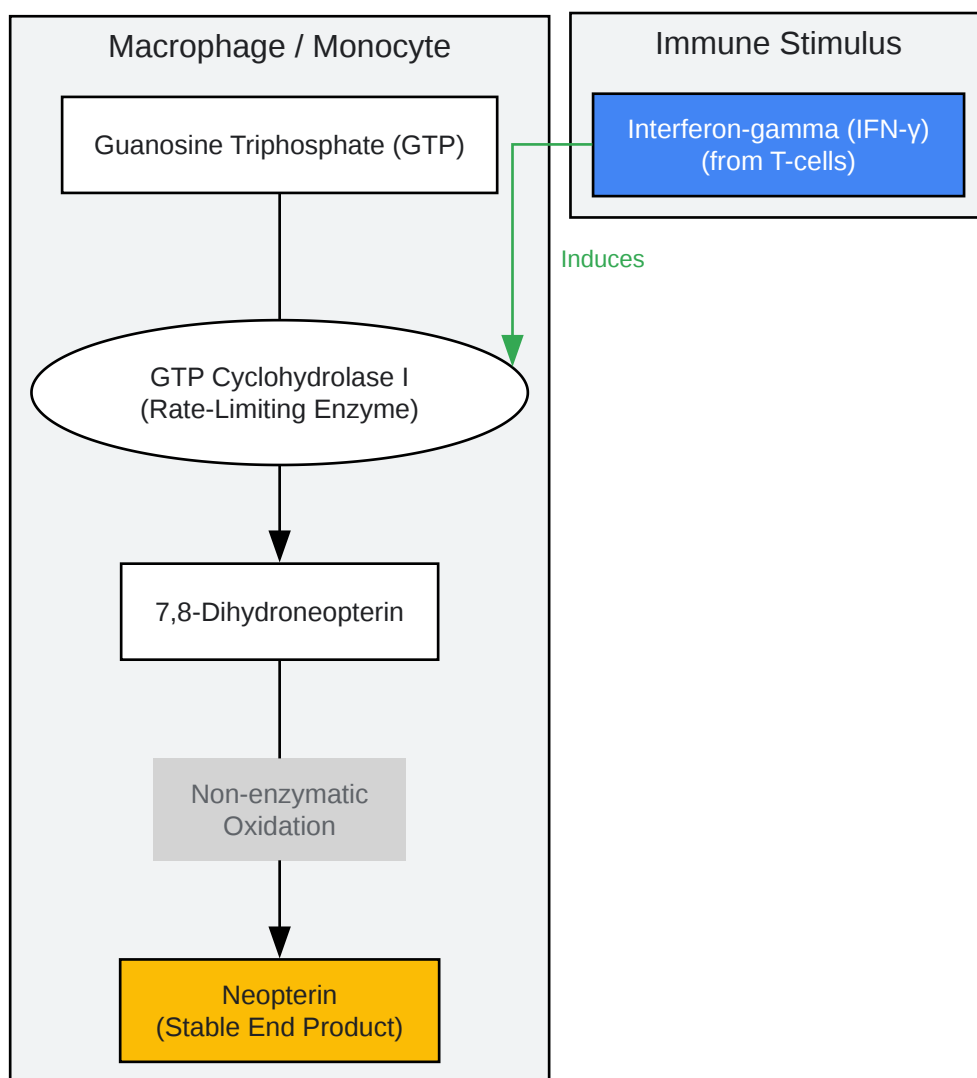 Macrophage / Monocyte
Immune Stimulus
Guanosine Triphosphate (GTP)
Interferon-gamma (IFN-γ)
(from T-cells)
Induces
GTP Cyclohydrolase I
(Rate-Limiting Enzyme)
7,8-Dihydroneopterin
Non-enzymatic
Oxidation
Neopterin
(Stable End Product)